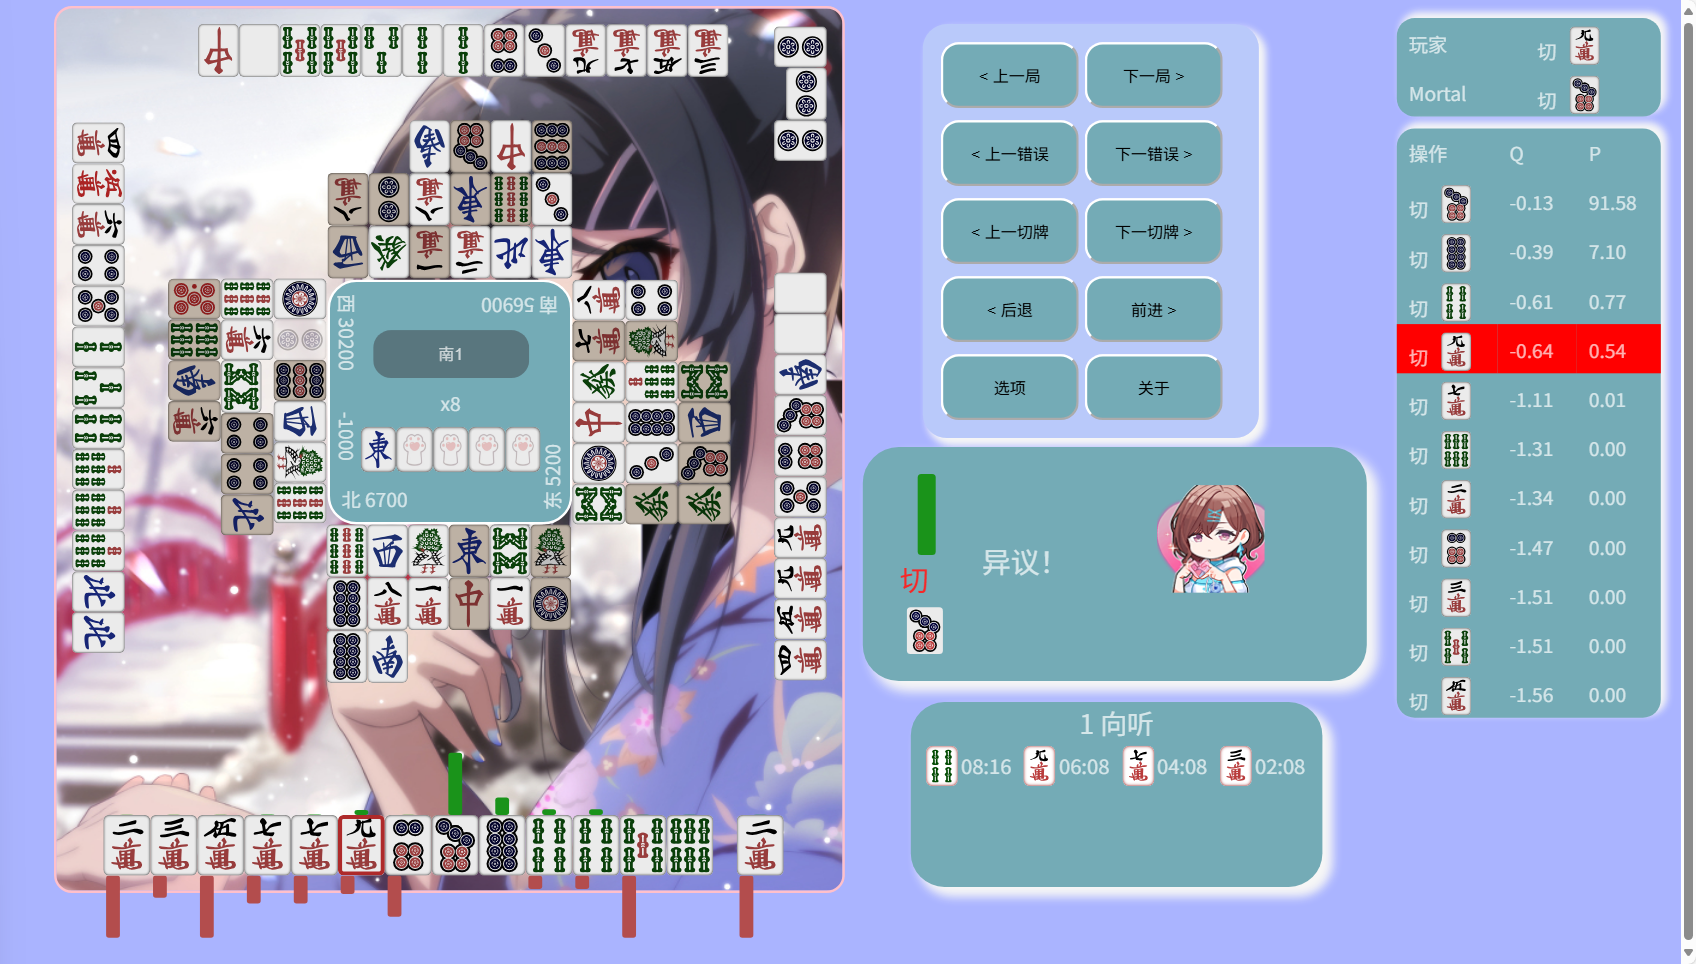 南 56900
西 30200
南1
x8
-1000
北 6700
东 5200
< 上一局
下一局 >
< 上一错误
下一错误 >
< 上一切牌
下一切牌 >
< 后退
前进 >
选项
关于
切
异议！
1 向听
08:16
06:08
04:08
02:08
玩家 切
Mortal 切
操作 Q P
切 -0.13 91.58
切 -0.39 7.10
切 -0.61 0.77
切 -0.64 0.54
切 -1.11 0.01
切 -1.31 0.00
切 -1.34 0.00
切 -1.47 0.00
切 -1.51 0.00
切 -1.51 0.00
切 -1.56 0.00